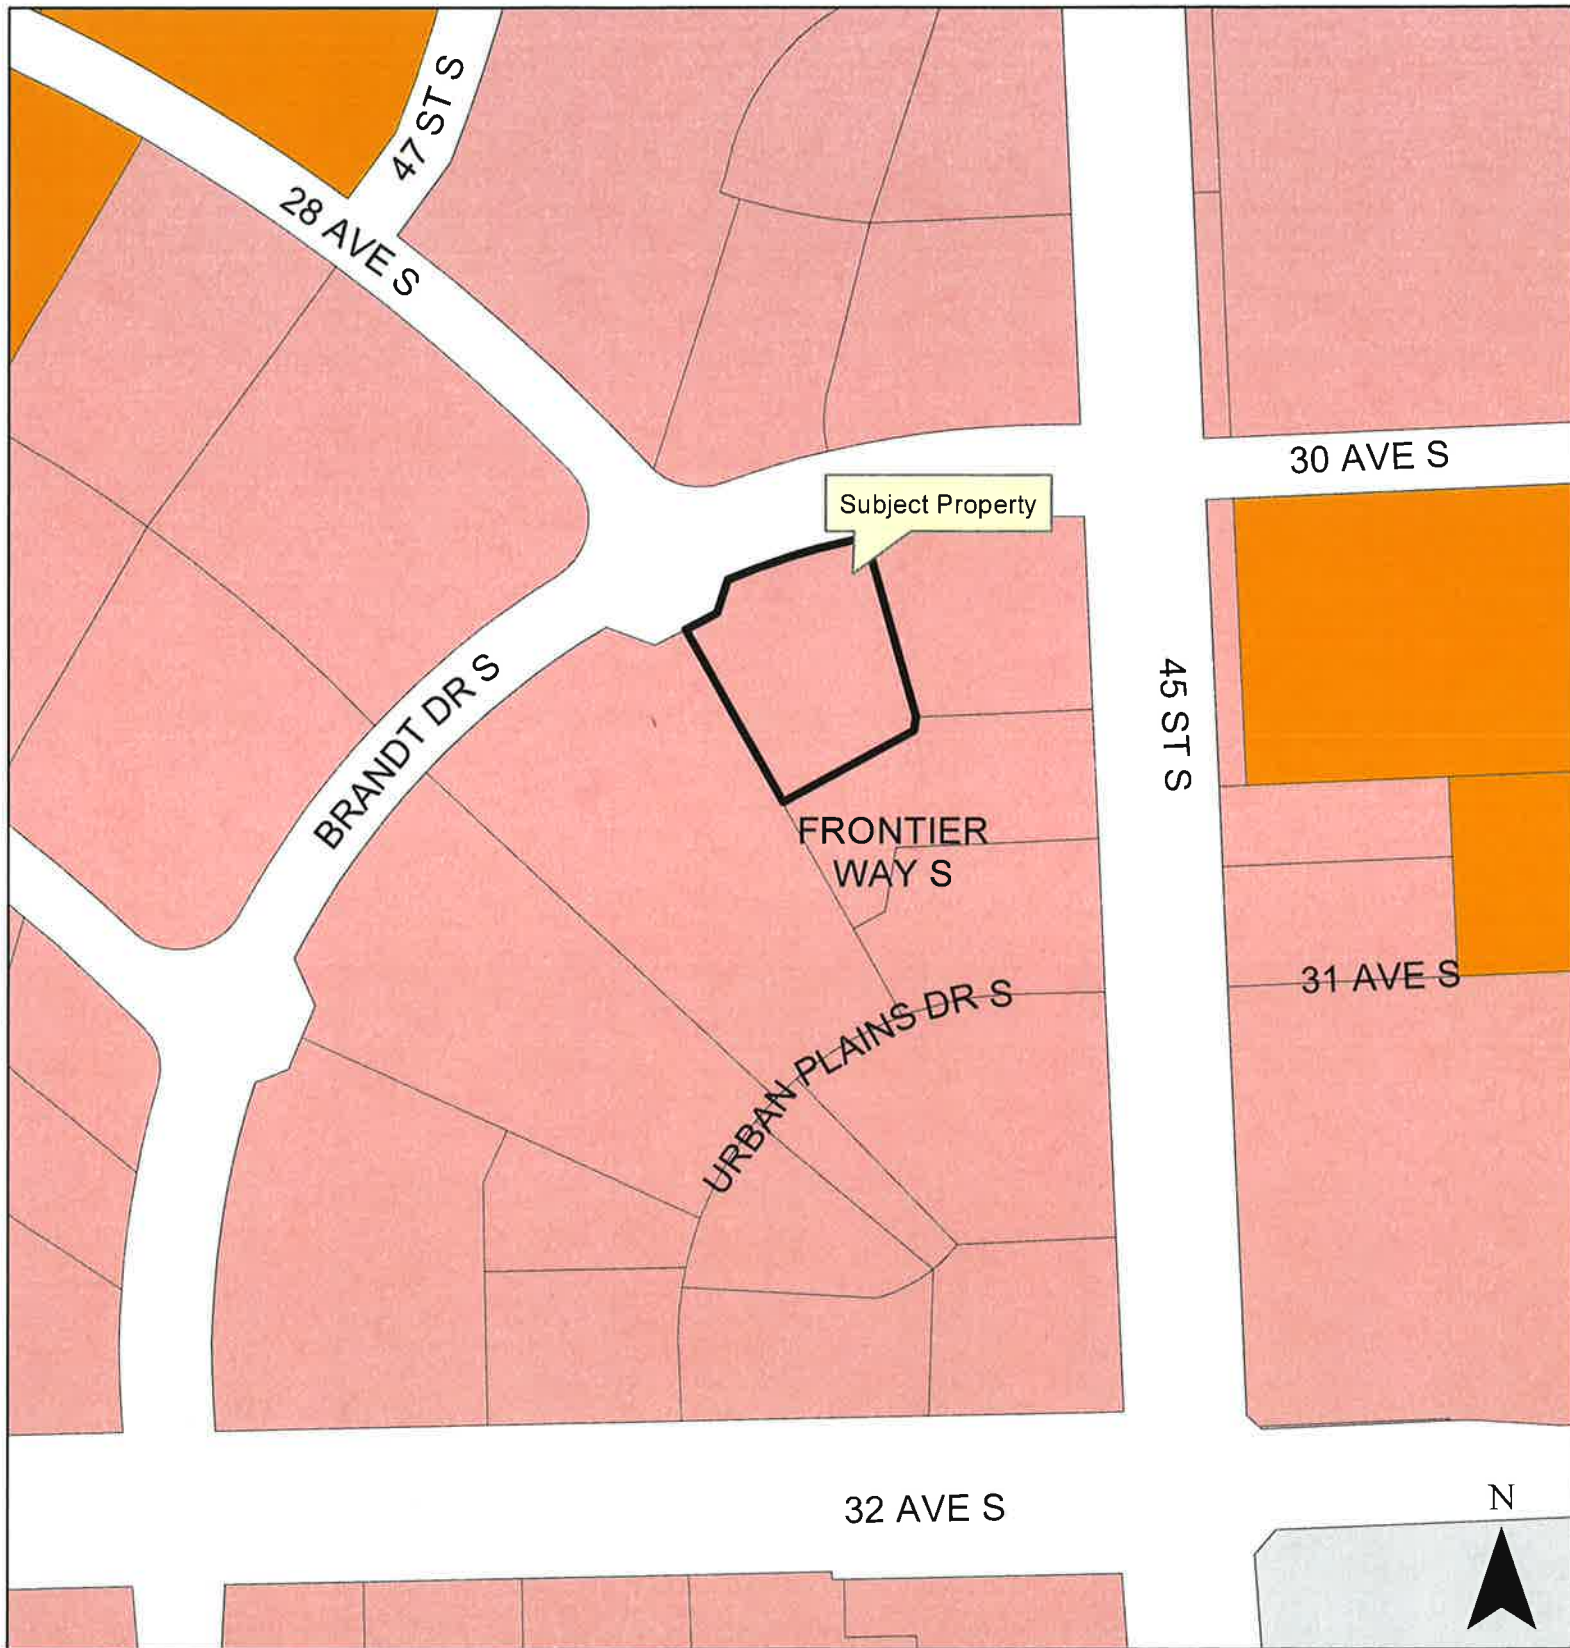 47 ST S
28 AVE S
30 AVE S
Subject Property
BRANDT DR S
45 ST S
FRONTIER
WAY S
31 AVE S
URBAN PLAINS DR S
32 AVE S
N